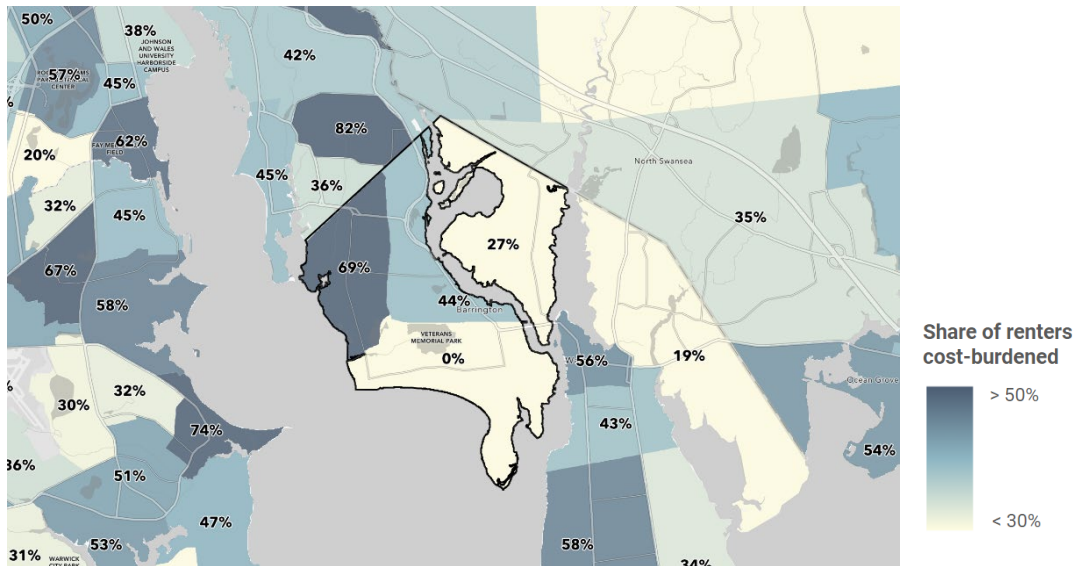 50%
38%
JOHNSON
AND WALES
UNIVERSITY
HARBORSIDE
CAMPUS
42%
57%
45%
CENTER
%
82%
62%
FIELD
20%
North Swansea
45%
36%
32%
45%
35%
27%
67%
69%
58%
44%
Barrington
VETERANS
MEMORIAL PARK
0%
56%
19%
Share of renters
cost-burdened
> 50%
< 30%
Ocean Grove
32%
30%
74%
43%
54%
36%
51%
47%
53%
58%
31%
WARWICK
CITY PARK
34%